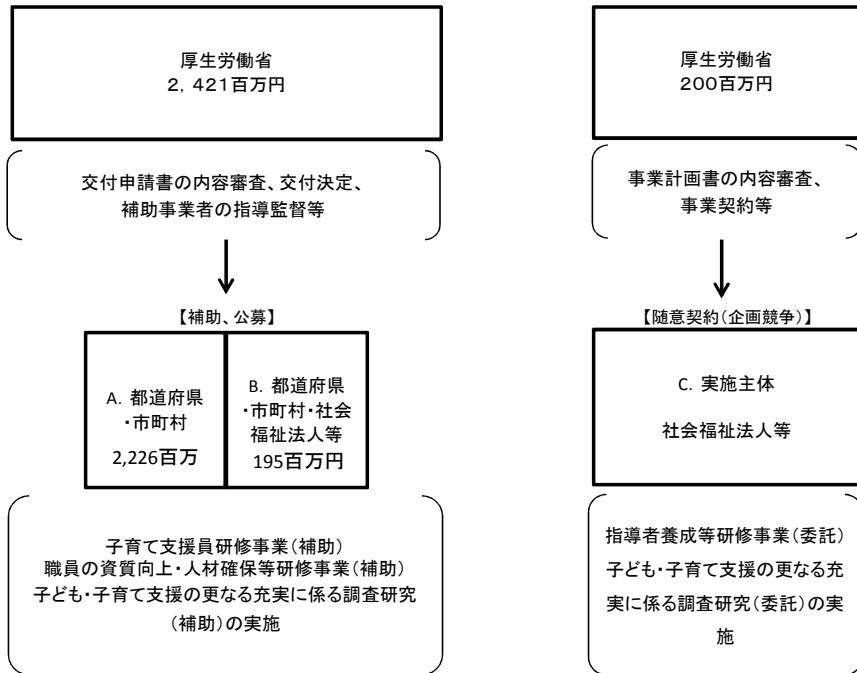 厚生労働省
２，４２１百万円
交付申請書の内容審査、交付決定、
補助事業者の指導監督等
【補助、公募】
A. 都道府県
・市町村
2,226百万
B. 都道府県
・市町村・社会
福祉法人等
195百万円
子育て支援員研修事業（補助）
職員の資質向上・人材確保等研修事業（補助）
子ども・子育て支援の更なる充実に係る調査研究
（補助）の実施
厚生労働省
２００百万円
事業計画書の内容審査、
事業契約等
【随意契約（企画競争）】
C. 実施主体
社会福祉法人等
指導者養成等研修事業（委託）
子ども・子育て支援の更なる充
実に係る調査研究（委託）の実
施